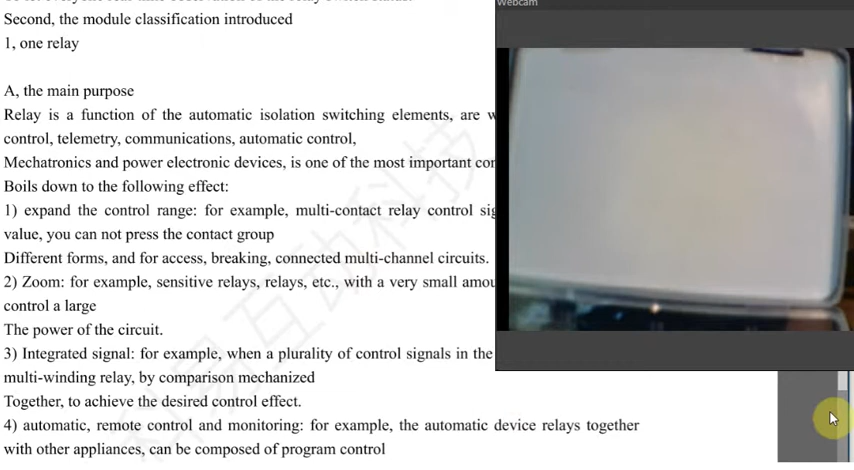 Second, the module classification introduced
Webcam
1, one relay
A, the main purpose
Relay is a function of the automatic isolation switching elements, are
control, telemetry, communications, automatic control,
Mechatronics and power electronic devices, is one of the most important
Boils down to the following effect:
1) expand the control range: for example, multi-contact relay control
value, you can not press the contact group
Different forms, and for access, breaking, connected multi-channel circuits.
2) Zoom: for example, sensitive relays, relays, etc., with a very small
control a large
The power of the circuit.
3) Integrated signal: for example, when a plurality of control signals in the
multi-winding relay, by comparison mechanized
Together, to achieve the desired control effect.
4) automatic, remote control and monitoring: for example, the automatic device relays together
with other appliances, can be composed of program control